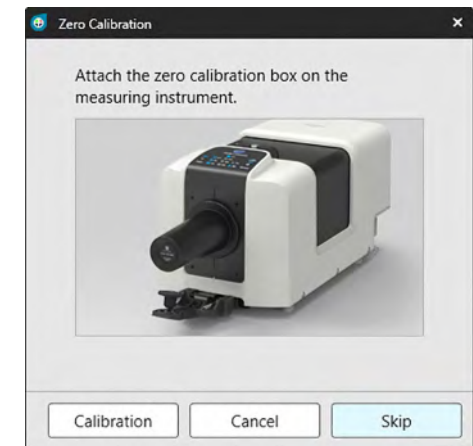 Zero Calibration
Attach the zero calibration box on the
measuring instrument.
Calibration
Cancel
Skip